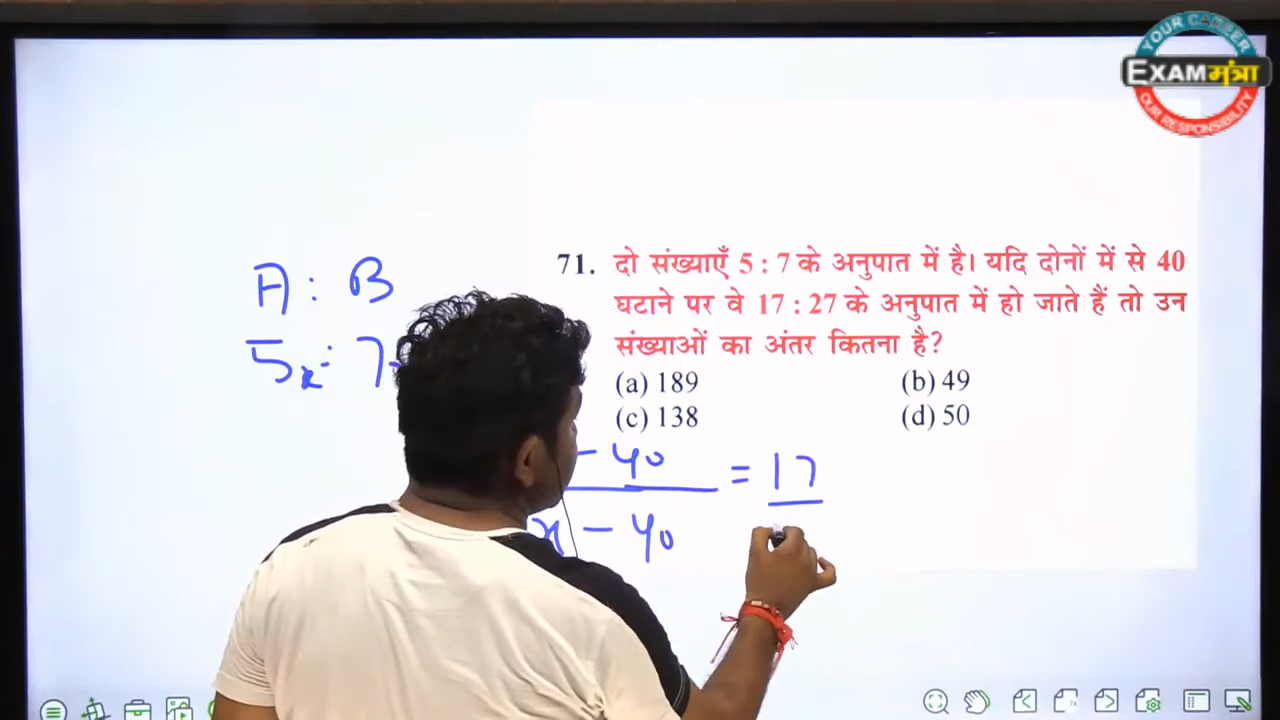 YOUR CAREER
EXAMमंत्रा
OUR RESPONSIBILITY
71. दो संख्याएँ 5 : 7 के अनुपात में है। यदि दोनों में से 40
घटाने पर वे 17 : 27 के अनुपात में हो जाते हैं तो उन
संख्याओं का अंतर कितना है?
(a) 189 (b) 49
(c) 138 (d) 50
A : B
5x : 7
- 40 = 17
x - 40